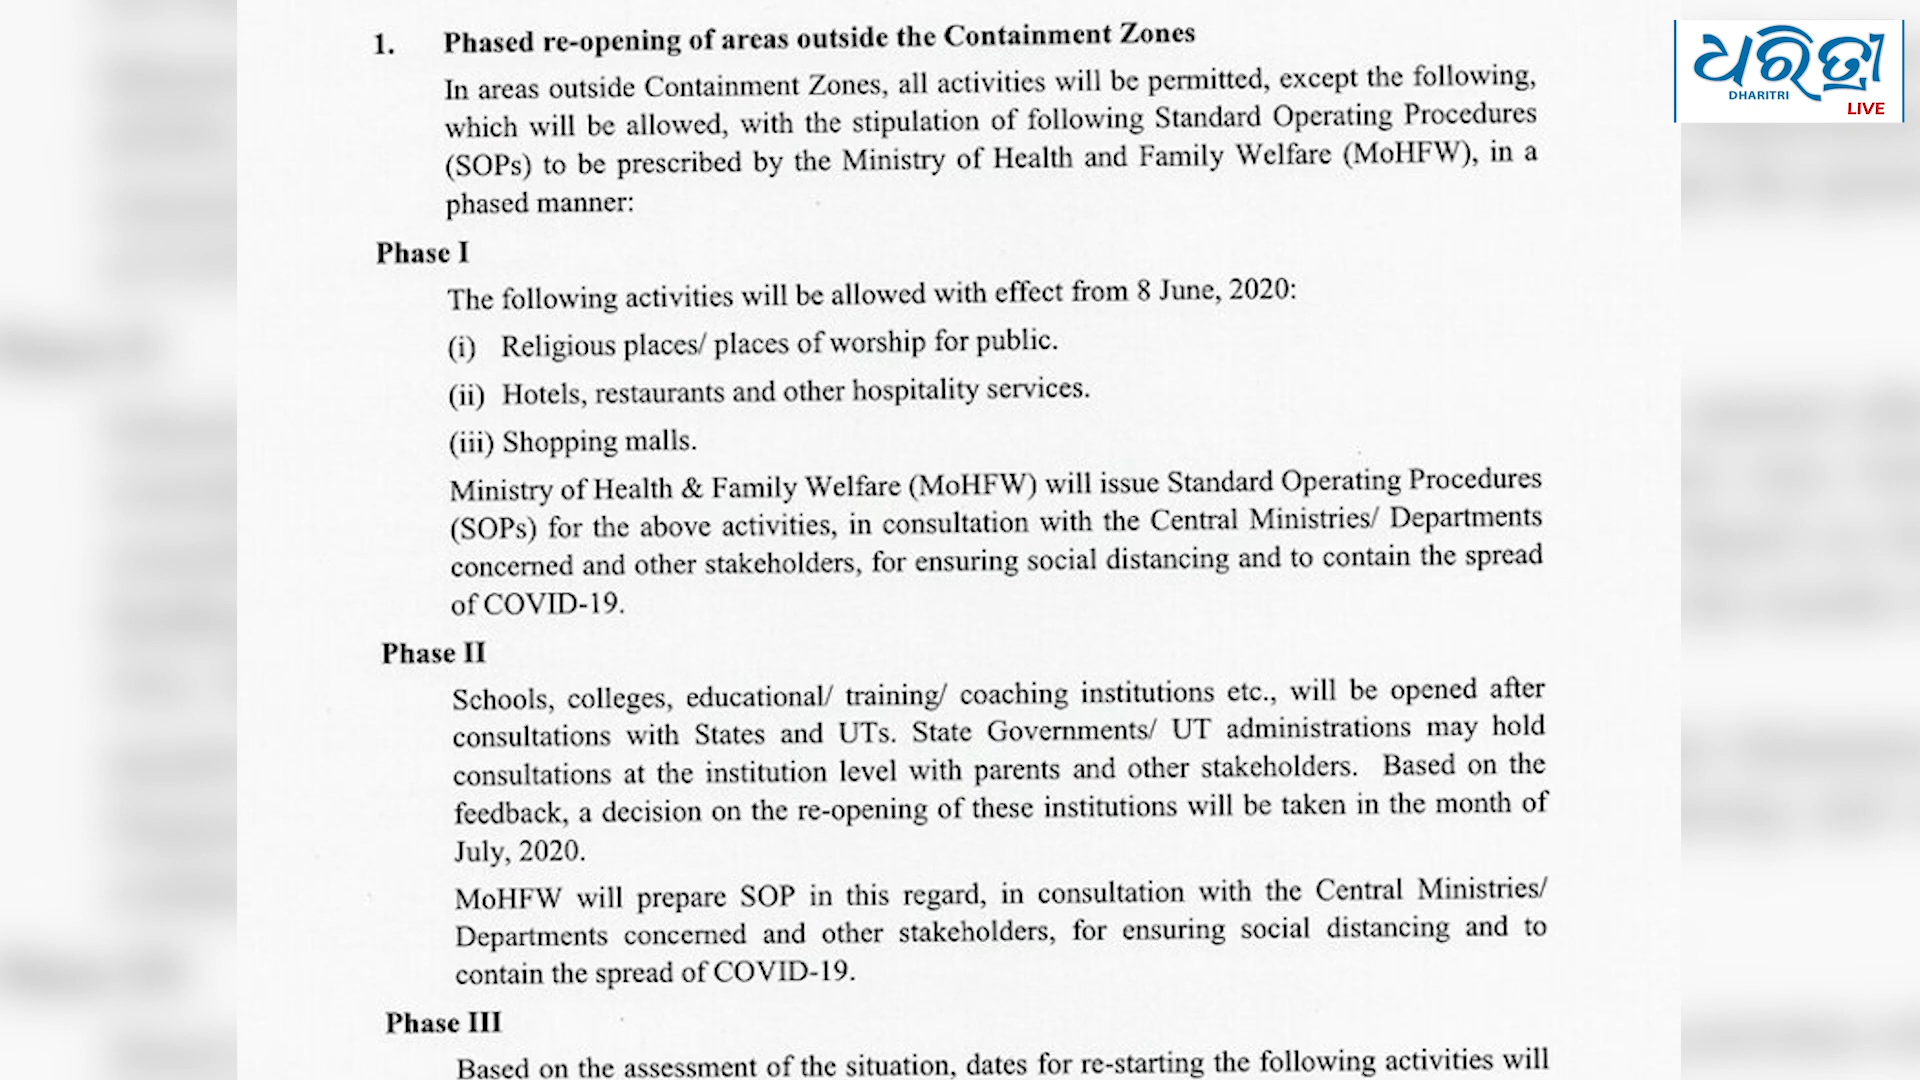 ଧରିତ୍ରୀ
DHARITRI
LIVE
1. Phased re-opening of areas outside the Containment Zones
In areas outside Containment Zones, all activities will be permitted, except the following,
which will be allowed, with the stipulation of following Standard Operating Procedures
(SOPs) to be prescribed by the Ministry of Health and Family Welfare (MoHFW), in a
phased manner:
Phase I
The following activities will be allowed with effect from 8 June, 2020:
(i) Religious places/ places of worship for public.
(ii) Hotels, restaurants and other hospitality services.
(iii) Shopping malls.
Ministry of Health & Family Welfare (MoHFW) will issue Standard Operating Procedures
(SOPs) for the above activities, in consultation with the Central Ministries/ Departments
concerned and other stakeholders, for ensuring social distancing and to contain the spread
of COVID-19.
Phase II
Schools, colleges, educational/ training/ coaching institutions etc., will be opened after
consultations with States and UTs. State Governments/ UT administrations may hold
consultations at the institution level with parents and other stakeholders. Based on the
feedback, a decision on the re-opening of these institutions will be taken in the month of
July, 2020.
MoHFW will prepare SOP in this regard, in consultation with the Central Ministries/
Departments concerned and other stakeholders, for ensuring social distancing and to
contain the spread of COVID-19.
Phase III
Based on the assessment of the situation, dates for re-starting the following activities will